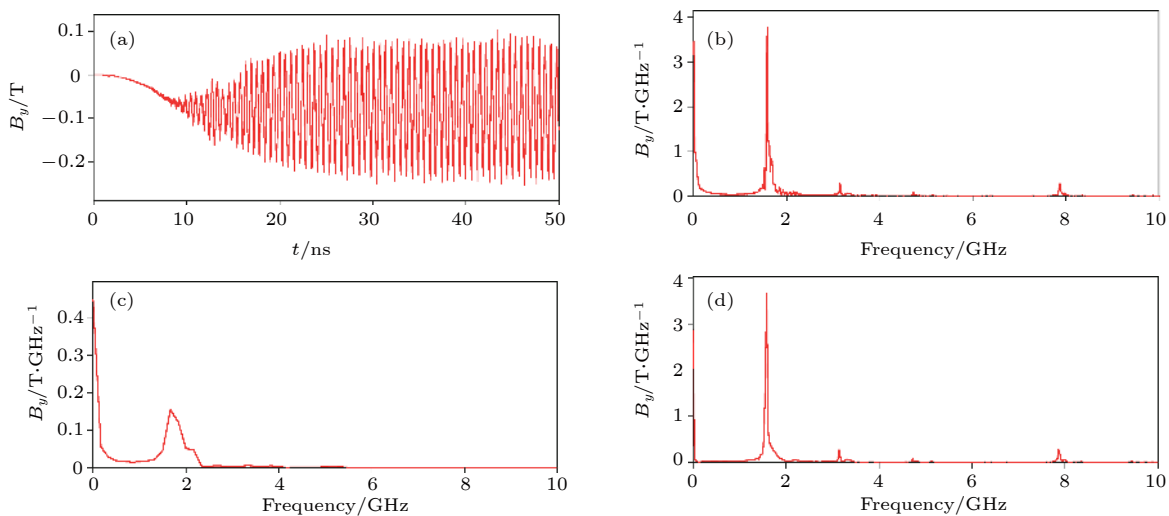 (a)
B_y/T
0.1
0
−0.1
−0.2
0 10 20 30 40 50
t/ns
(b)
B_y/T·GHz⁻¹
4
3
2
1
0
0 2 4 6 8 10
Frequency/GHz
(c)
B_y/T·GHz⁻¹
0.4
0.3
0.2
0.1
0
0 2 4 6 8 10
Frequency/GHz
(d)
B_y/T·GHz⁻¹
4
3
2
1
0
0 2 4 6 8 10
Frequency/GHz